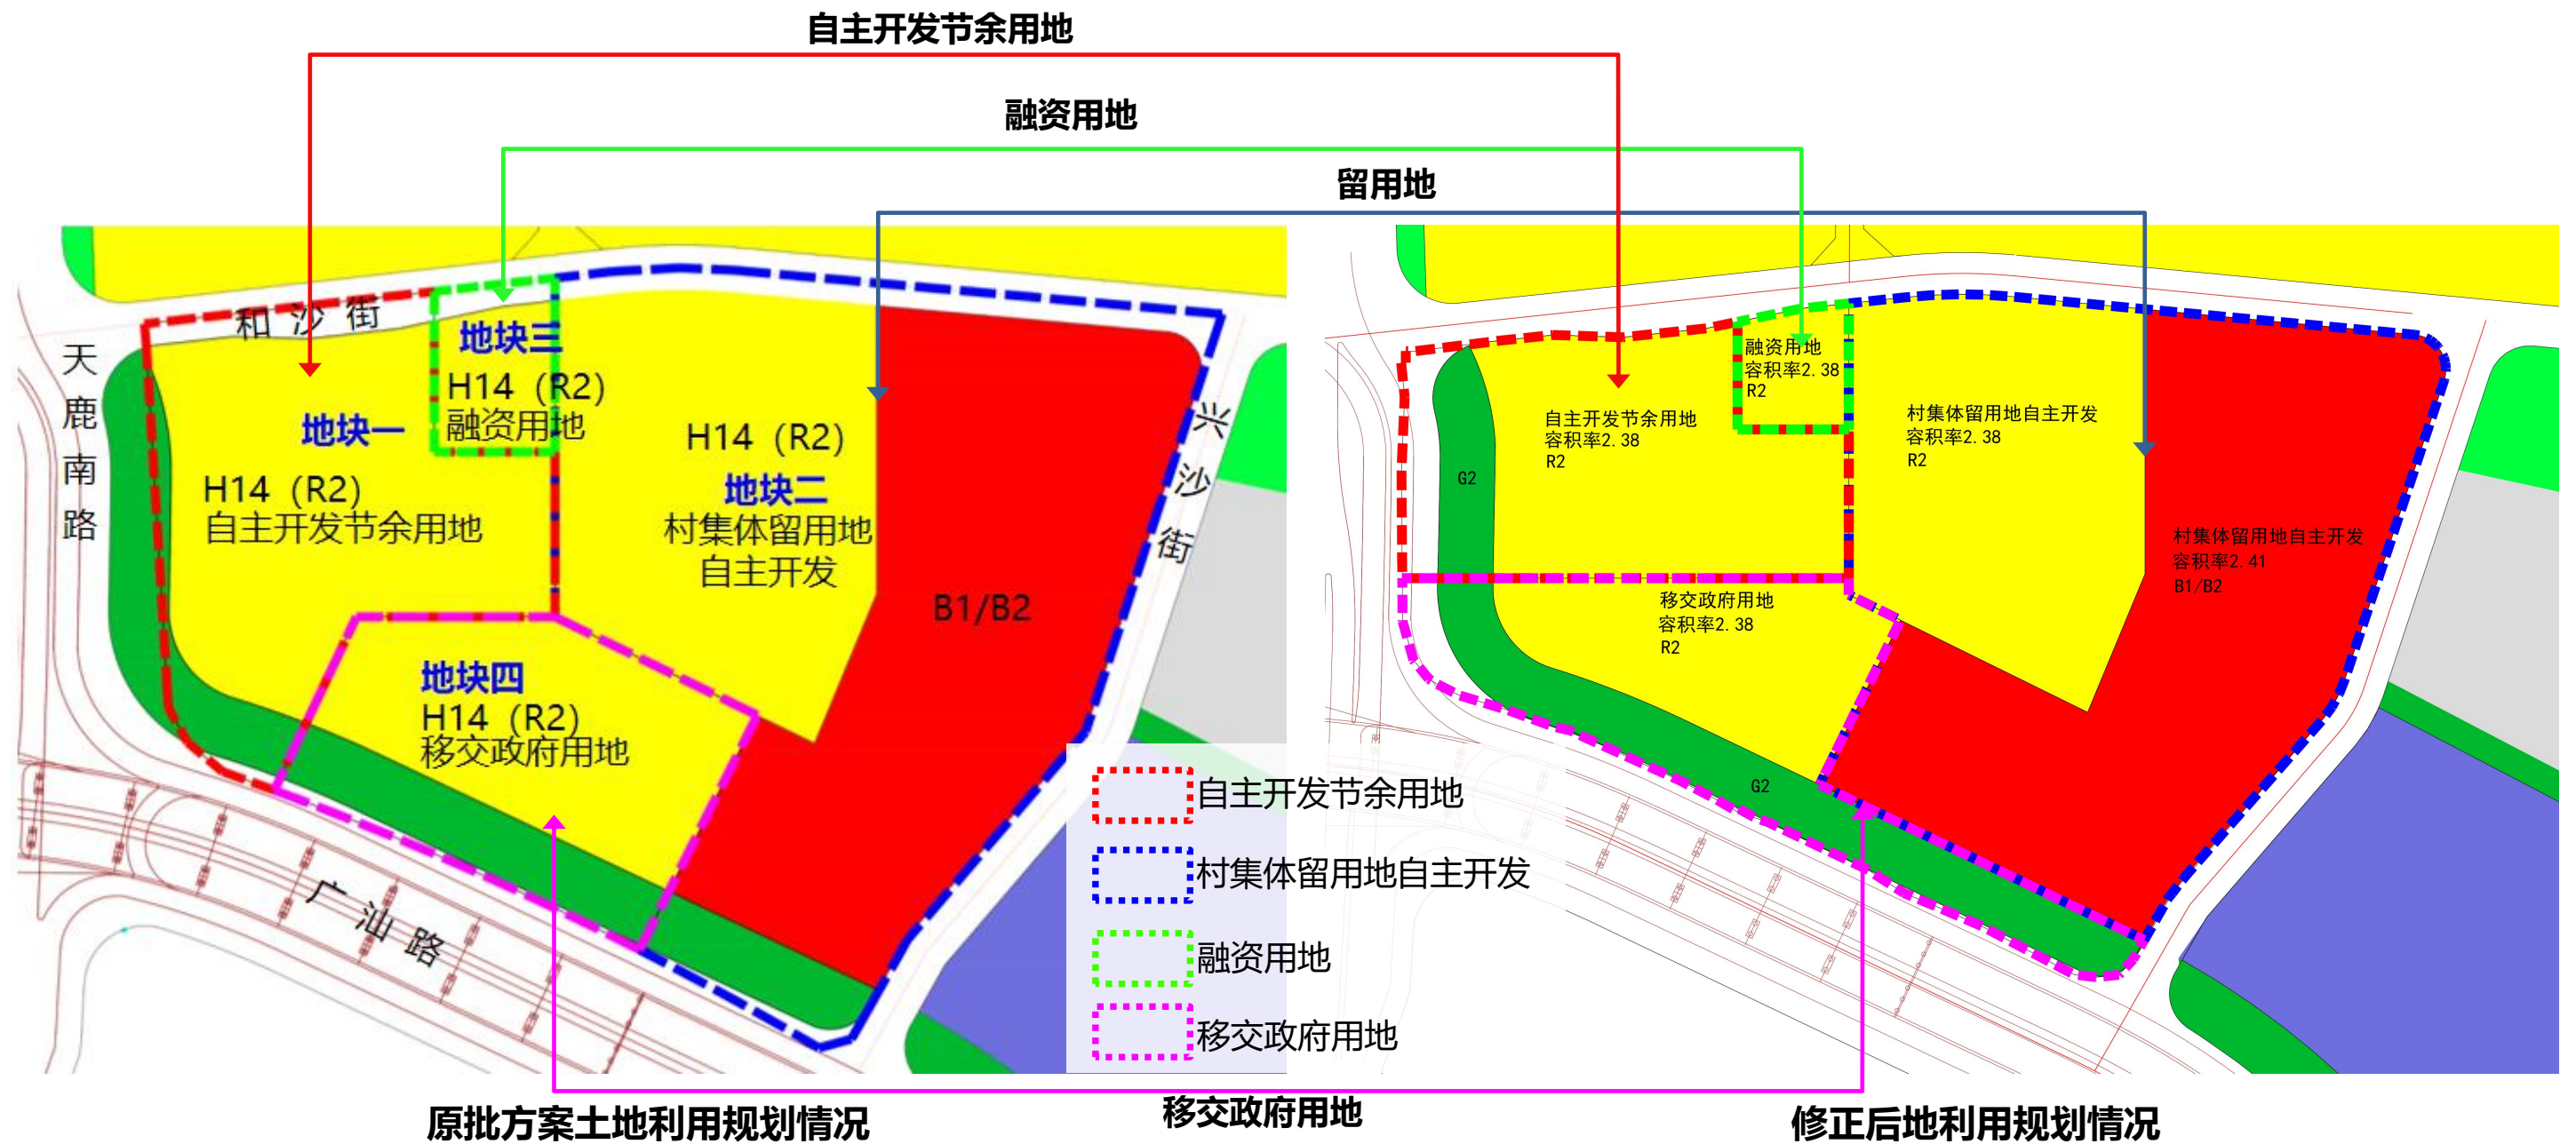 自主开发节余用地
融资用地
留用地
和沙街
天鹿南路
地块三
H14（R2）
融资用地
地块一
H14（R2）
自主开发节余用地
H14（R2）
地块二
村集体留用地
自主开发
兴沙街
B1/B2
地块四
H14（R2）
移交政府用地
广汕路
自主开发节余用地
村集体留用地自主开发
融资用地
移交政府用地
融资用地
容积率2.38
R2
自主开发节余用地
容积率2.38
R2
村集体留用地自主开发
容积率2.38
R2
G2
村集体留用地自主开发
容积率2.41
B1/B2
移交政府用地
容积率2.38
R2
G2
原批方案土地利用规划情况
移交政府用地
修正后地利用规划情况